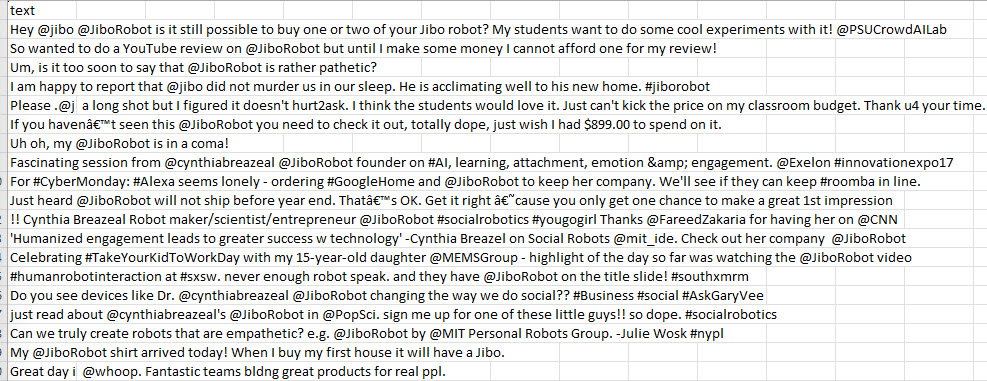 text
Hey @jibo @JiboRobot is it still possible to buy one or two of your Jibo robot? My students want to do some cool experiments with it! @PSUCrowdAILab
So wanted to do a YouTube review on @JiboRobot but until I make some money I cannot afford one for my review!
Um, is it too soon to say that @JiboRobot is rather pathetic?
I am happy to report that @jibo did not murder us in our sleep. He is acclimating well to his new home. #jiborobot
Please .@j a long shot but I figured it doesn't hurt2ask. I think the students would love it. Just can't kick the price on my classroom budget. Thank u4 your time.
If you havenâ€™t seen this @JiboRobot you need to check it out, totally dope, just wish I had $899.00 to spend on it.
Uh oh, my @JiboRobot is in a coma!
Fascinating session from @cynthiabreazeal @JiboRobot founder on #AI, learning, attachment, emotion &amp; engagement. @Exelon #innovationexpo17
0 For #CyberMonday: #Alexa seems lonely - ordering #GoogleHome and @JiboRobot to keep her company. We'll see if they can keep #roomba in line.
Just heard @JiboRobot will not ship before year end. Thatâ€™s OK. Get it right â€˜cause you only get one chance to make a great 1st impression
2 !! Cynthia Breazeal Robot maker/scientist/entrepreneur @JiboRobot #socialrobotics #yougogirl Thanks @FareedZakaria for having her on @CNN
3 'Humanized engagement leads to greater success w technology' -Cynthia Breazel on Social Robots @mit_ide. Check out her company  @JiboRobot
4 Celebrating #TakeYourKidToWorkDay with my 15-year-old daughter @MEMSGroup - highlight of the day so far was watching the @JiboRobot video
5 #humanrobotinteraction at #sxsw. never enough robot speak. and they have @JiboRobot on the title slide! #southxmrm
5 Do you see devices like Dr. @cynthiabreazeal @JiboRobot changing the way we do social?? #Business #social #AskGaryVee
7 just read about @cynthiabreazeal's @JiboRobot in @PopSci. sign me up for one of these little guys!! so dope. #socialrobotics
8 Can we truly create robots that are empathetic? e.g. @JiboRobot by @MIT Personal Robots Group. -Julie Wosk #nypl
9 My @JiboRobot shirt arrived today! When I buy my first house it will have a Jibo.
0 Great day i @whoop. Fantastic teams bldng great products for real ppl.